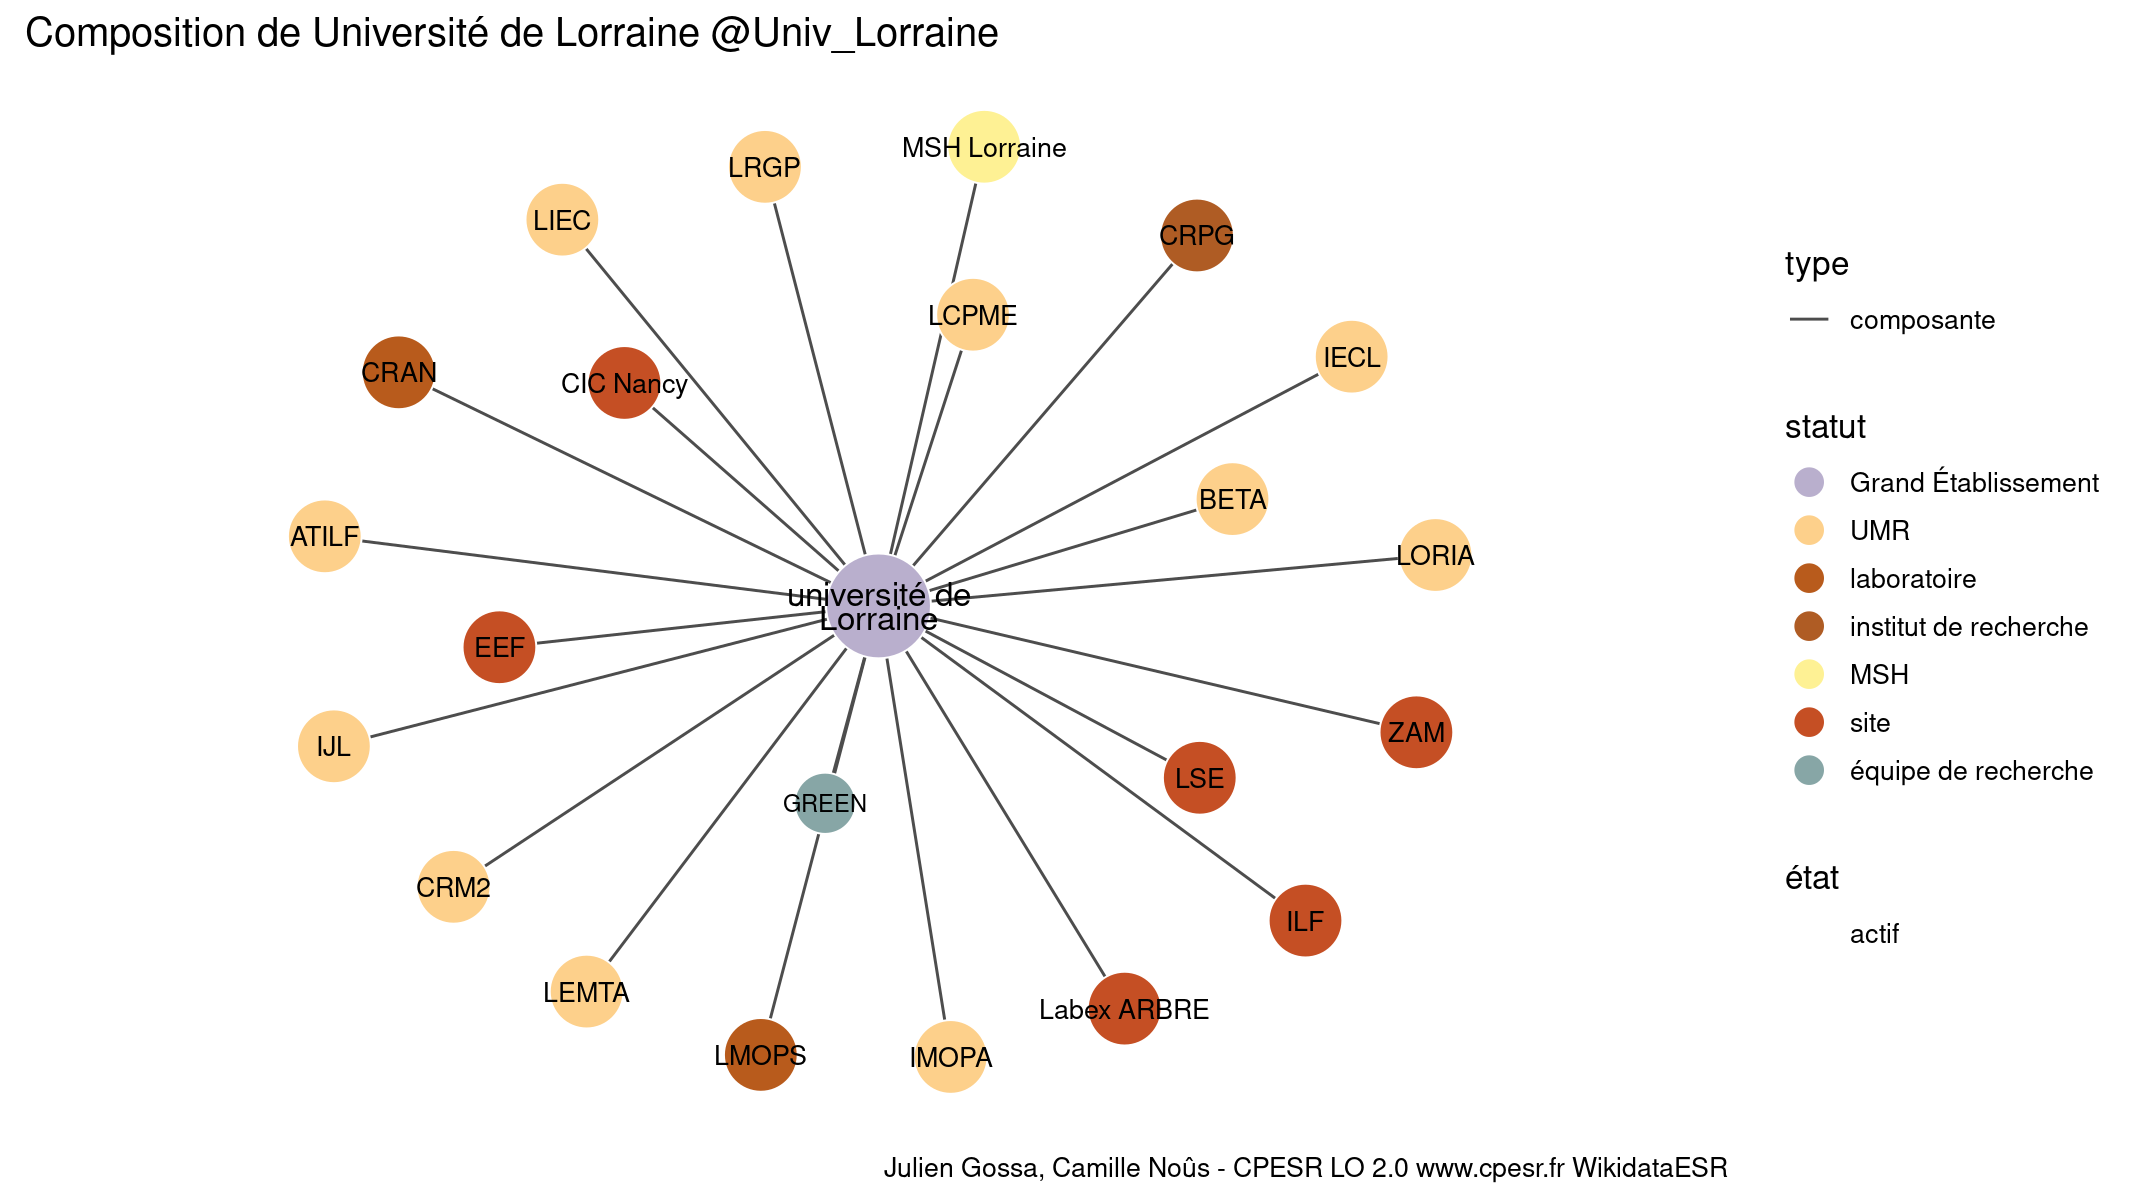 Composition de Université de Lorraine @Univ_Lorraine
MSH Lorraine
LRGP
LIEC
CRPG
LCPME
IECL
CRAN
CIC Nancy
BETA
ATILF
LORIA
université de
Lorraine
EEF
IJL
ZAM
LSE
GREEN
CRM2
ILF
LEMTA
Labex ARBRE
LMOPS
IMOPA
type
composante
statut
Grand Établissement
UMR
laboratoire
institut de recherche
MSH
site
équipe de recherche
état
actif
Julien Gossa, Camille Noûs - CPESR LO 2.0 www.cpesr.fr WikidataESR